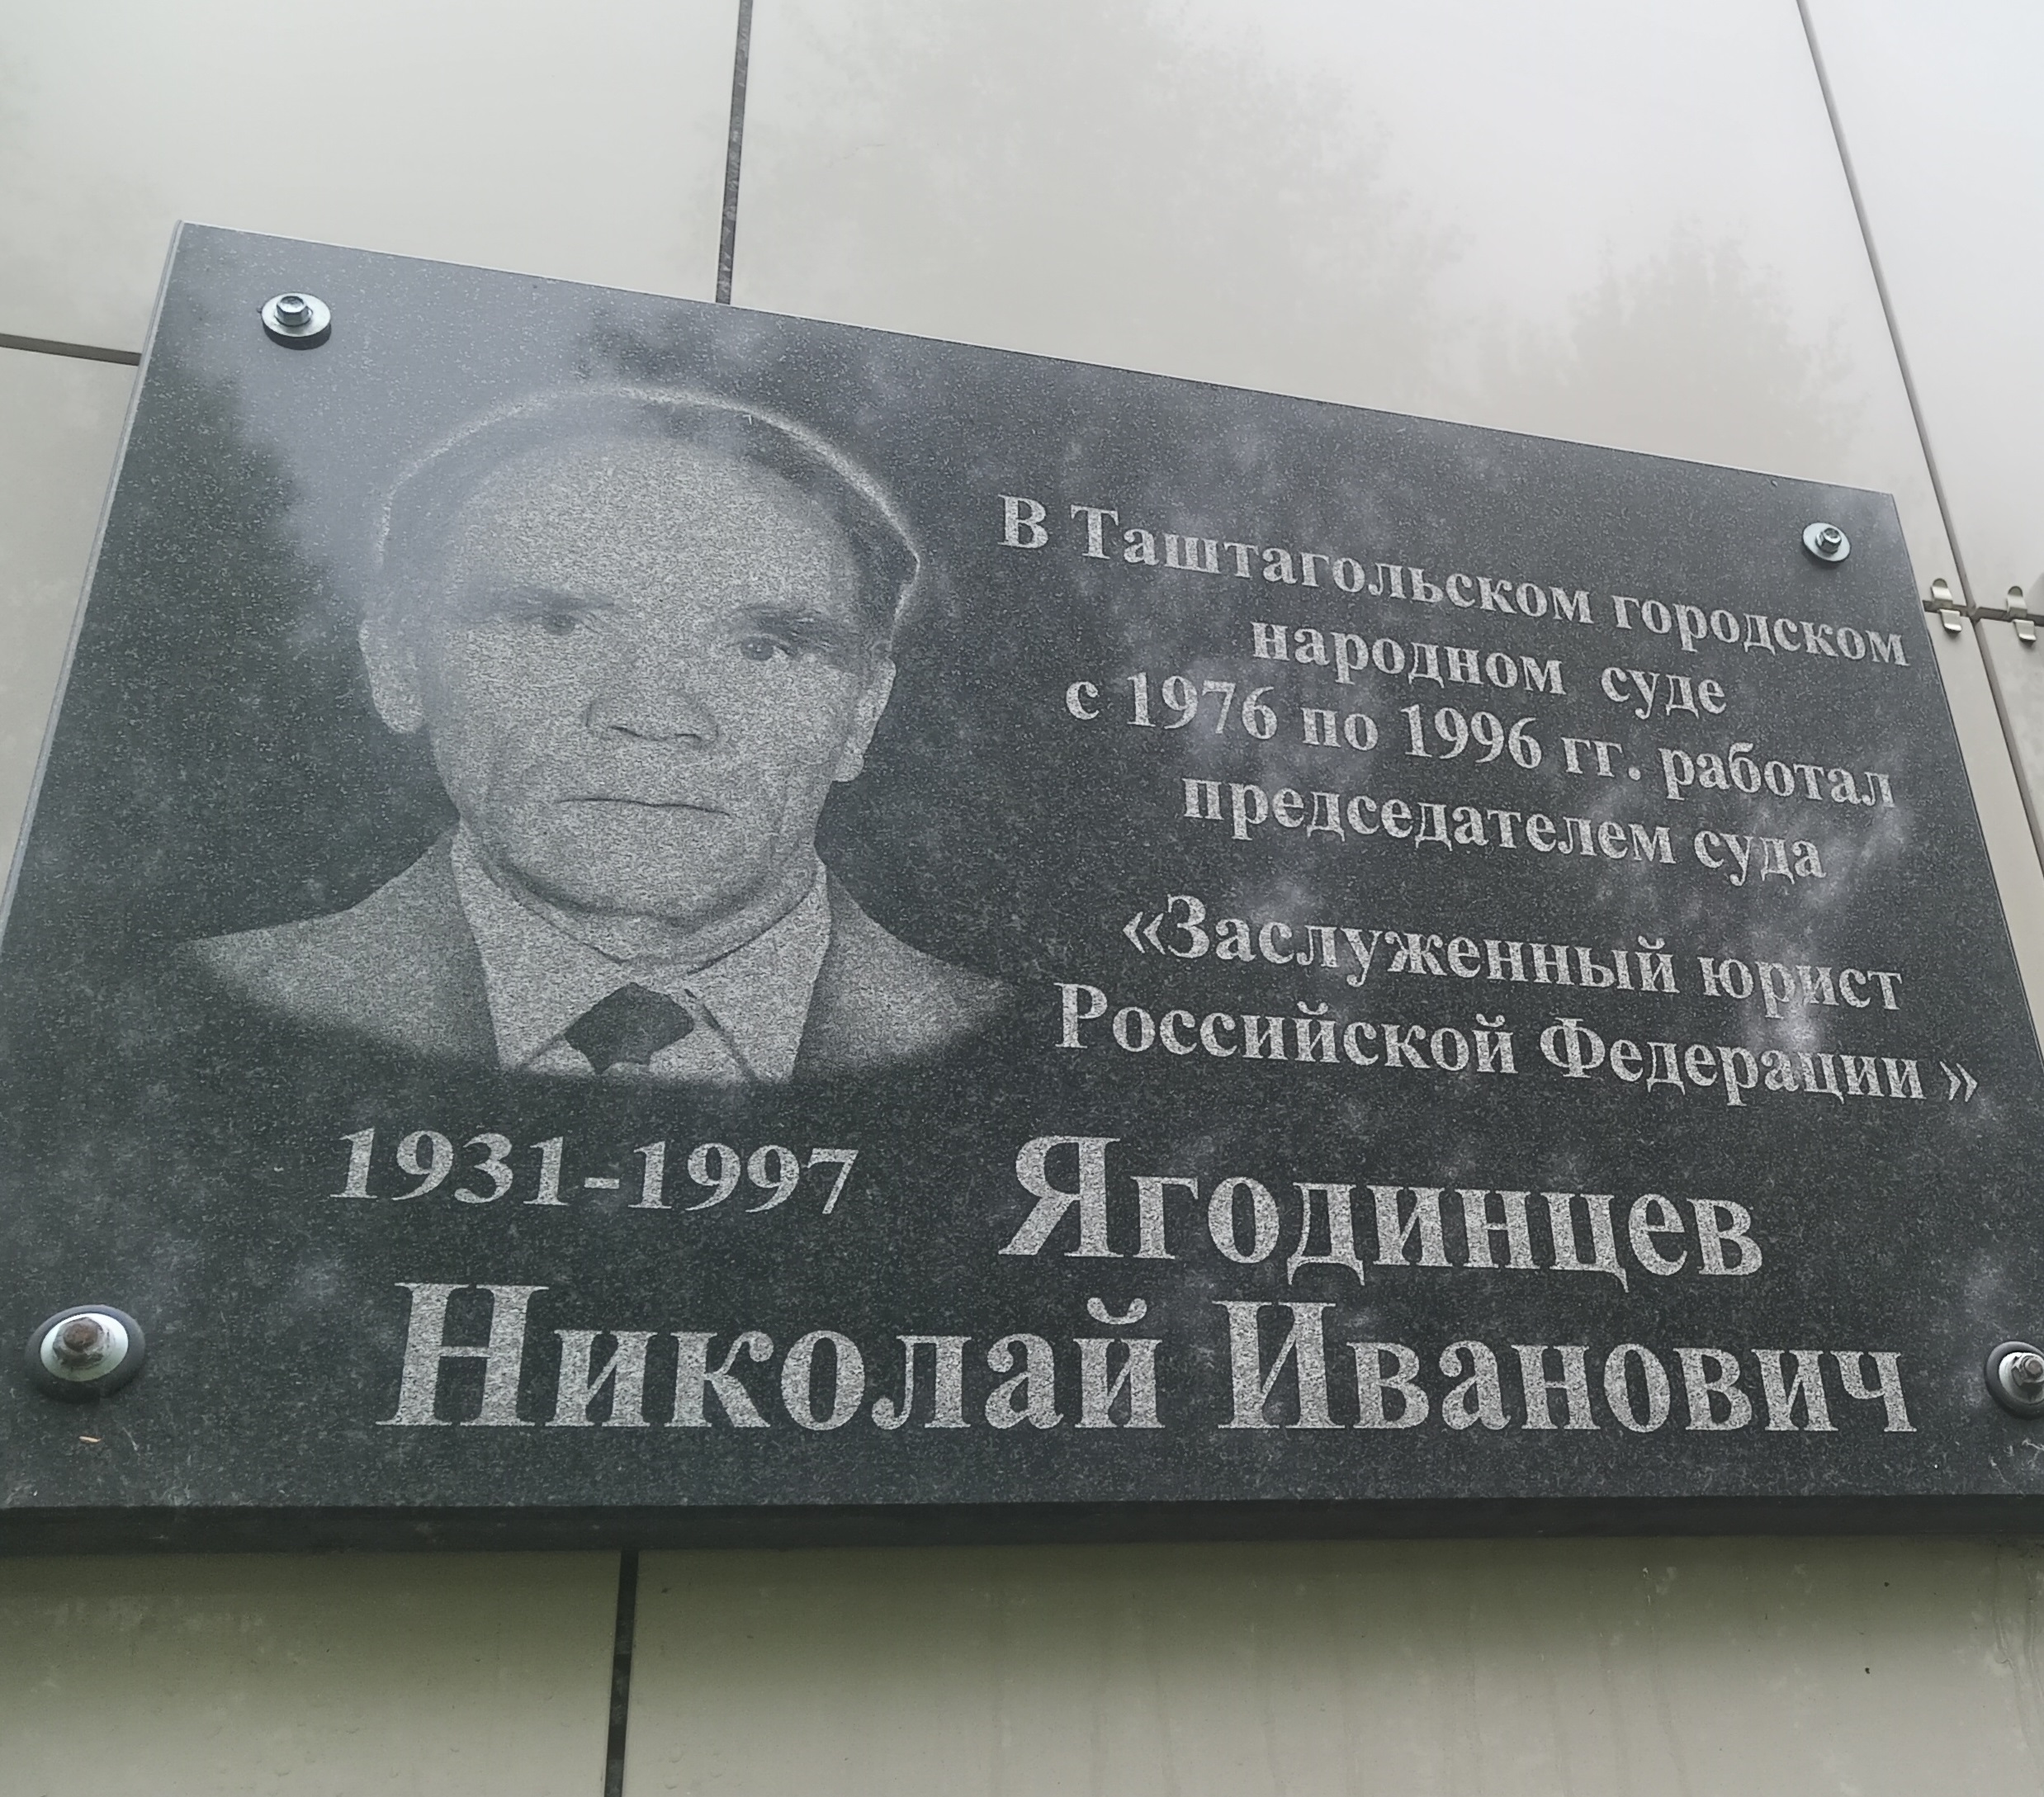 В Таштагольском городском
народном суде
с 1976 по 1996 гг. работал
председателем суда
«Заслуженный юрист
Российской Федерации »
1931-1997
Ягодинцев
Николай Иванович